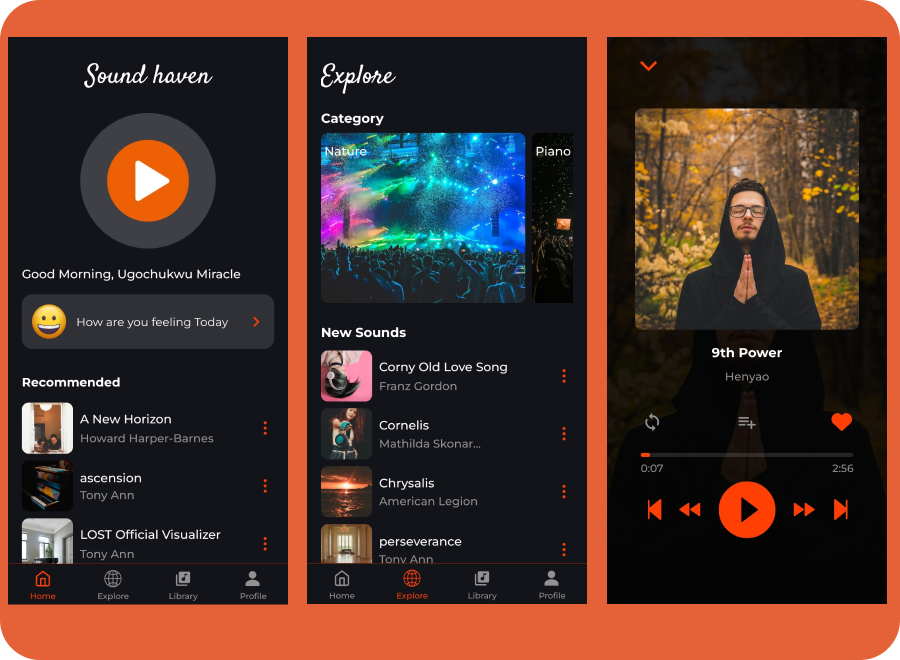 Sound haven
Good Morning, Ugochukwu Miracle
How are you feeling Today
Recommended
A New Horizon
Howard Harper-Barnes
ascension
Tony Ann
LOST Official Visualizer
Tony Ann
Home
Explore
Library
Profile
Explore
Category
Nature
Piano
New Sounds
Corny Old Love Song
Franz Gordon
Cornelis
Mathilda Skonar...
Chrysalis
American Legion
perseverance
Tony Ann
Home
Explore
Library
Profile
9th Power
Henyao
0:07
2:56